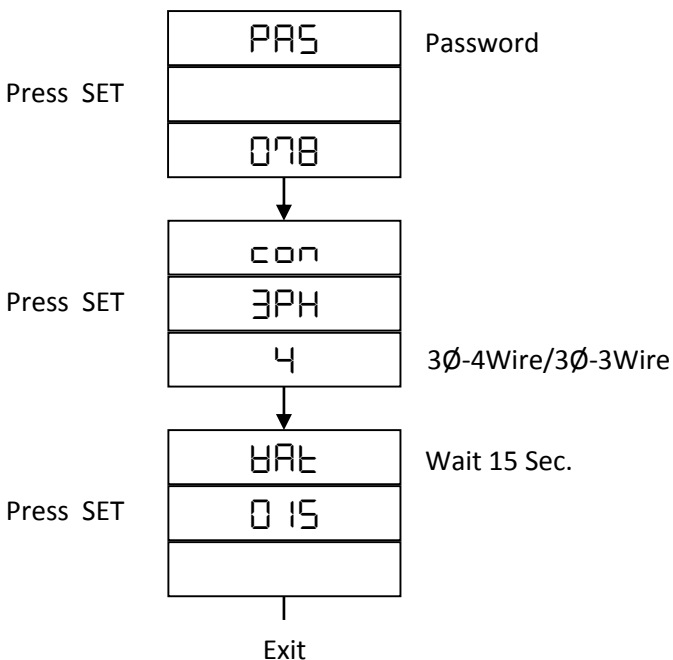 PAS
Password
Press SET
078
con
Press SET
3PH
4
3Ø-4Wire/3Ø-3Wire
WAt
Wait 15 Sec.
Press SET
015
Exit